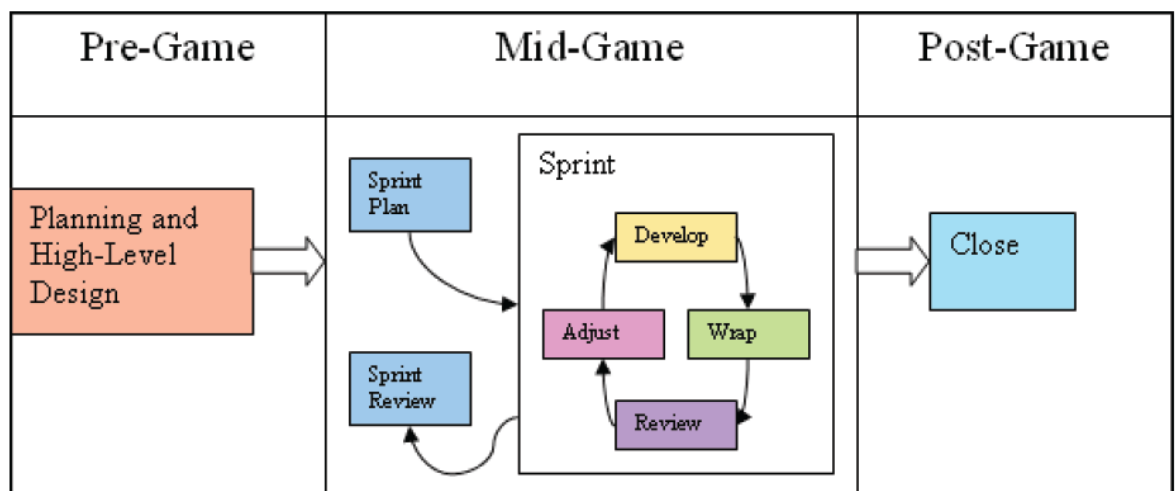 Pre-Game
Mid-Game
Post-Game
Planning and
High-Level
Design
Sprint
Plan
Sprint
Review
Sprint
Develop
Adjust
Wrap
Review
Close